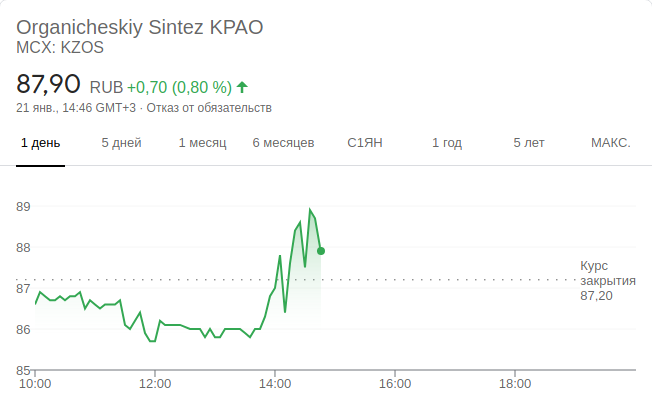 Organicheskiy Sintez KPAO
MCX: KZOS
87,90 RUB +0,70 (0,80 %)
21 янв., 14:46 GMT+3 · Отказ от обязательств
1 день 5 дней 1 месяц 6 месяцев С1ЯН 1 год 5 лет МАКС.
89
88
Курс
закрытия
87,20
87
86
85
10:00 12:00 14:00 16:00 18:00